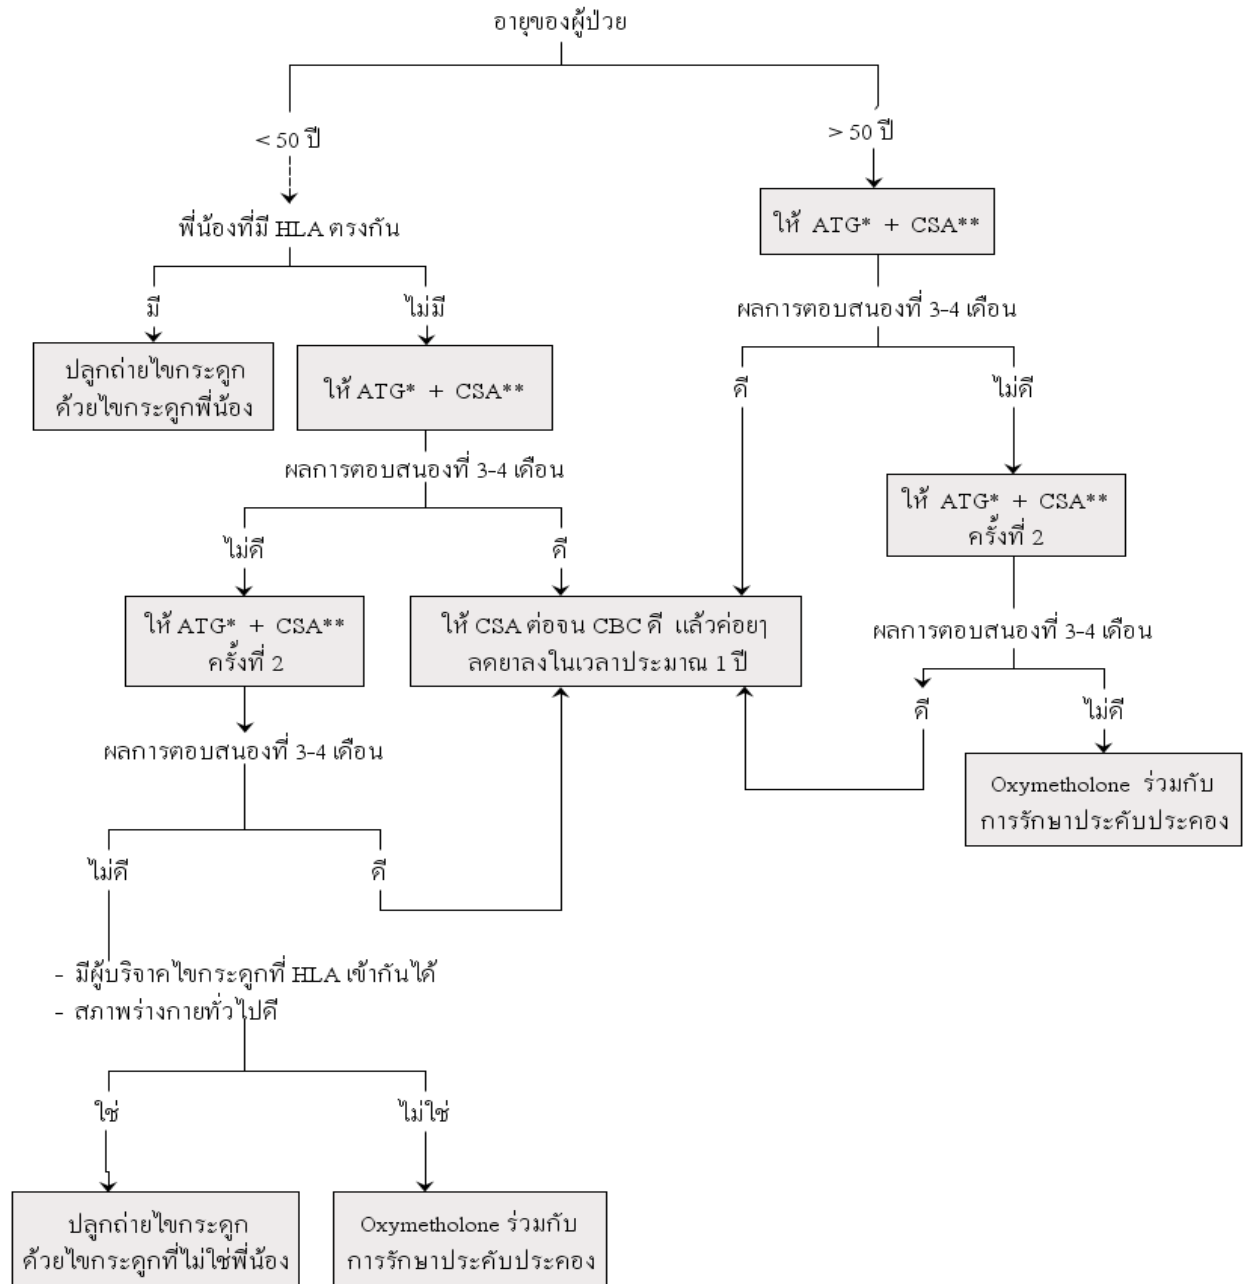 อายุของผู้ป่วย
< 50 ปี
> 50 ปี
พี่น้องที่มี HLA ตรงกัน
ให้ ATG* + CSA**
มี
ไม่มี
ผลการตอบสนองที่ 3-4 เดือน
ปลูกถ่ายไขกระดูก
ด้วยไขกระดูกพี่น้อง
ให้ ATG* + CSA**
ดี
ไม่ดี
ผลการตอบสนองที่ 3-4 เดือน
ให้ ATG* + CSA**
ครั้งที่ 2
ไม่ดี
ดี
ให้ ATG* + CSA**
ครั้งที่ 2
ให้ CSA ต่อจน CBC ดี แล้วค่อยๆ
ลดยาลงในเวลาประมาณ 1 ปี
ผลการตอบสนองที่ 3-4 เดือน
ดี
ไม่ดี
ผลการตอบสนองที่ 3-4 เดือน
Oxymetholone ร่วมกับ
การรักษาประคับประคอง
ไม่ดี
ดี
- มีผู้บริจาคไขกระดูกที่ HLA เข้ากันได้
- สภาพร่างกายทั่วไปดี
ใช่
ไม่ใช่
ปลูกถ่ายไขกระดูก
ด้วยไขกระดูกที่ไม่ใช่พี่น้อง
Oxymetholone ร่วมกับ
การรักษาประคับประคอง